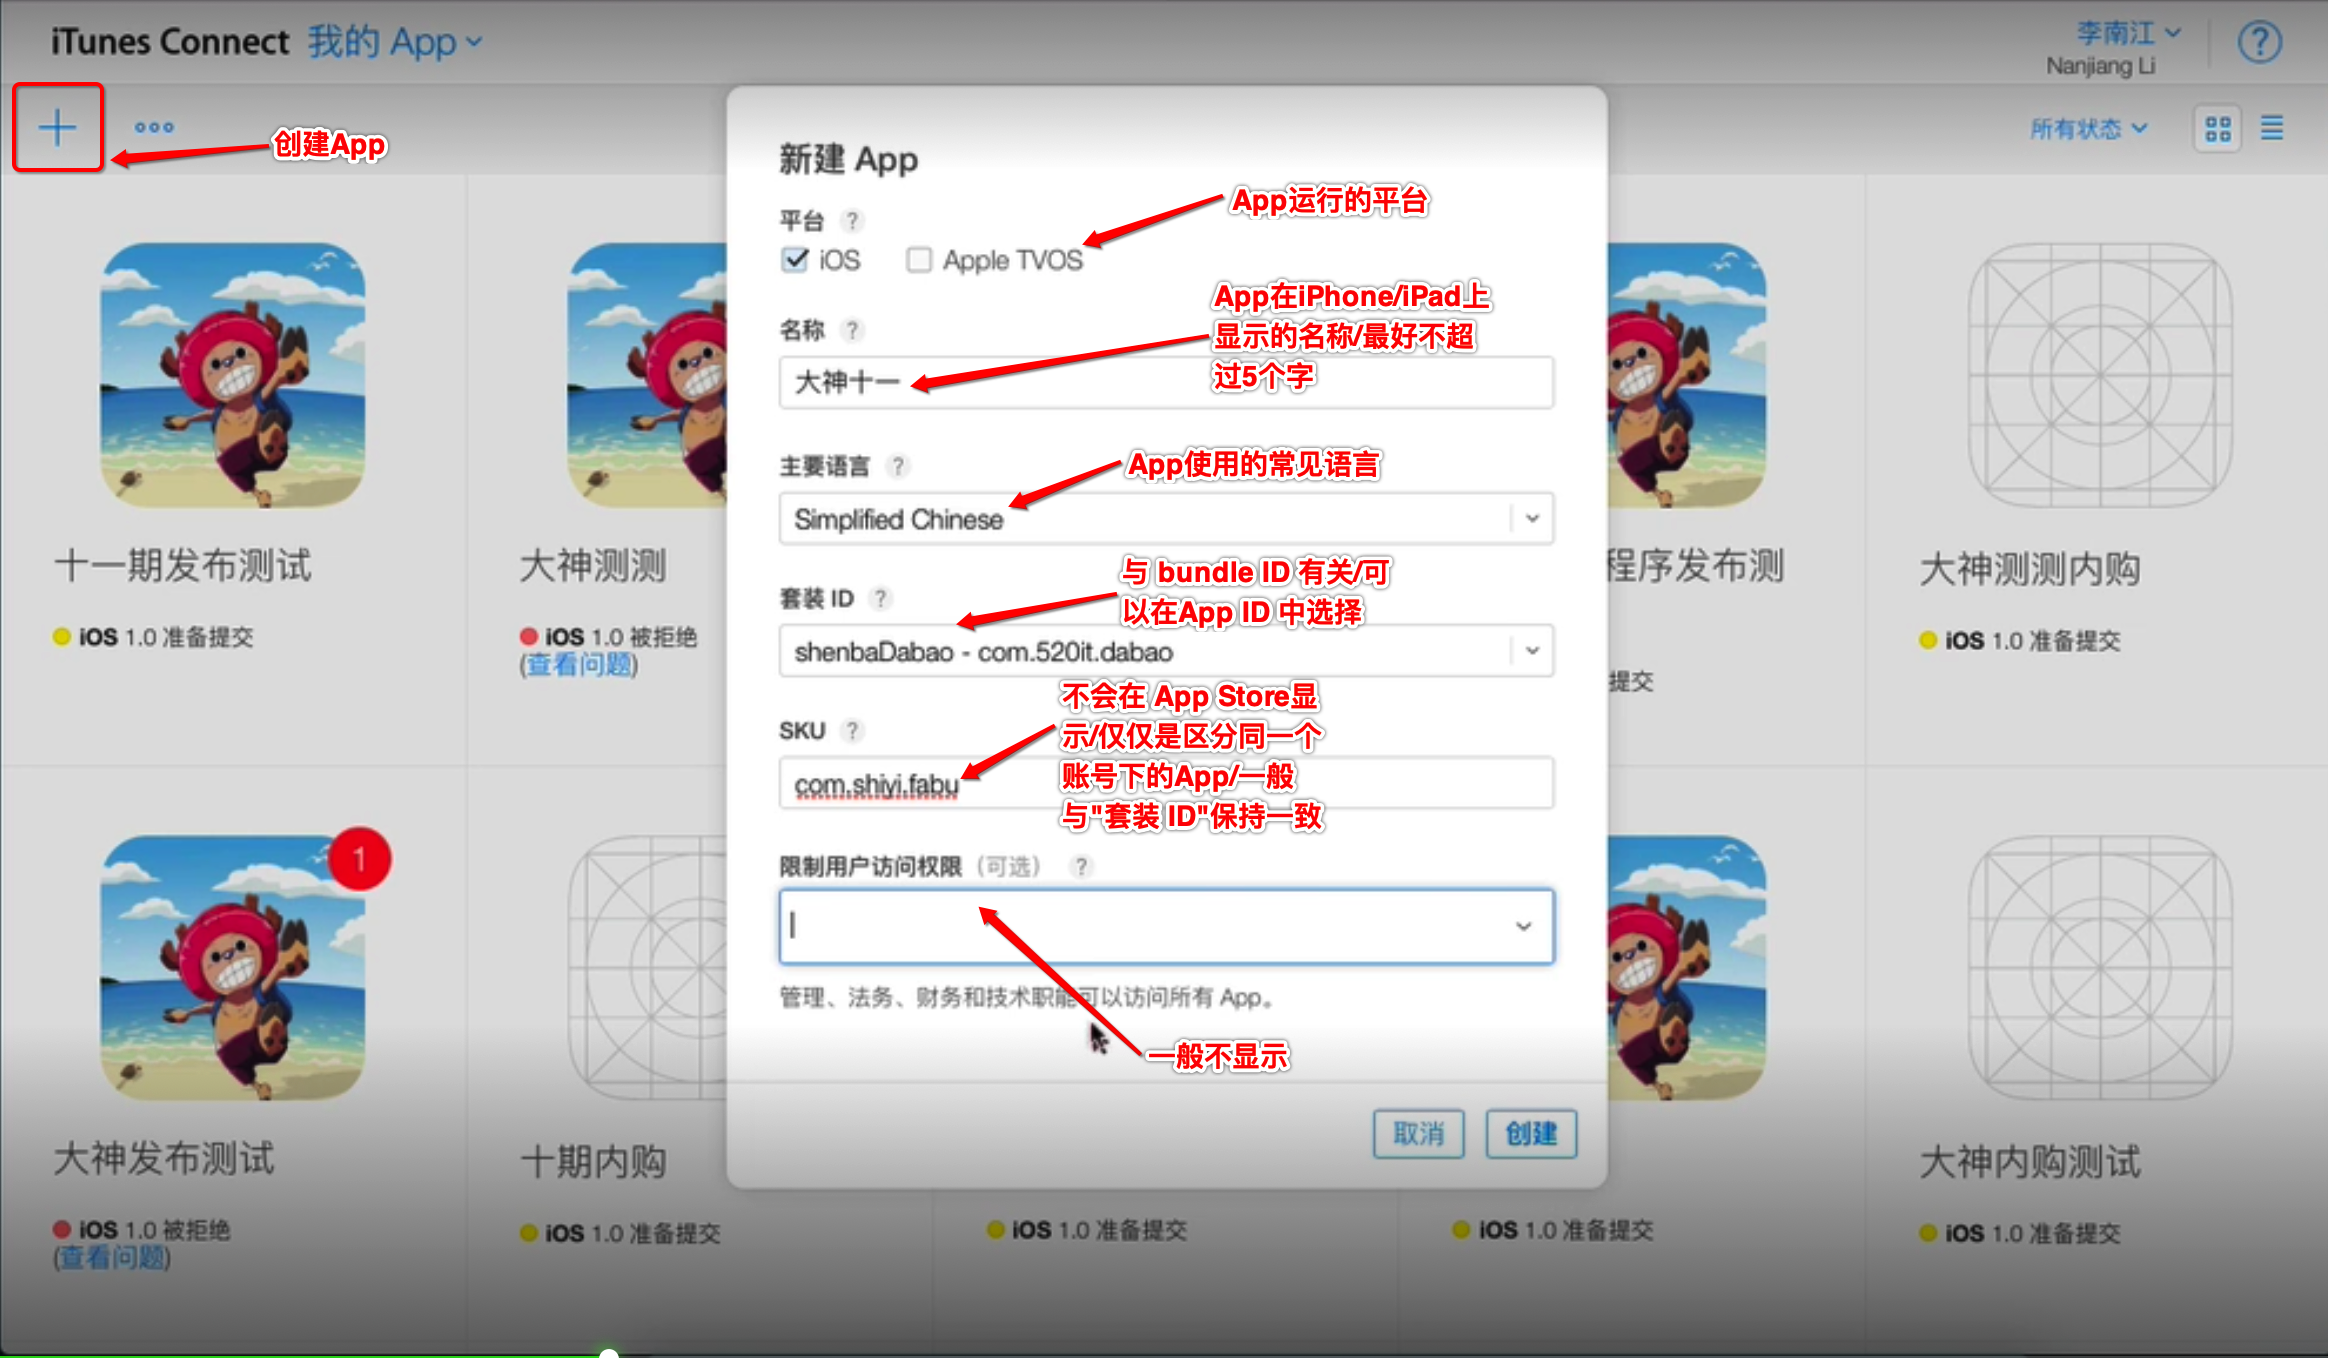 iTunes Connect 我的 App
李南江
Nanjiang Li
?
创建App
所有状态
新建 App
平台 ?
App运行的平台
iOS Apple TVOS
名称 ?
App在iPhone/iPad上
显示的名称/最好不超
过5个字
大神十一
主要语言 ?
App使用的常见语言
Simplified Chinese
套装 ID ?
与 bundle ID 有关/可
以在App ID 中选择
shenbaDabao - com.520it.dabao
SKU ?
不会在 App Store显
示/仅仅是区分同一个
账号下的App/一般
与"套装 ID"保持一致
com.shiyi.fabu
限制用户访问权限（可选） ?
管理、法务、财务和技术职能可以访问所有 App。
一般不显示
取消 创建
十一期发布测试
iOS 1.0 准备提交
大神测测
iOS 1.0 被拒绝
(查看问题)
程序发布测
提交
大神测测内购
iOS 1.0 准备提交
1
大神发布测试
iOS 1.0 被拒绝
(查看问题)
十期内购
iOS 1.0 准备提交
iOS 1.0 准备提交
iOS 1.0 准备提交
大神内购测试
iOS 1.0 准备提交